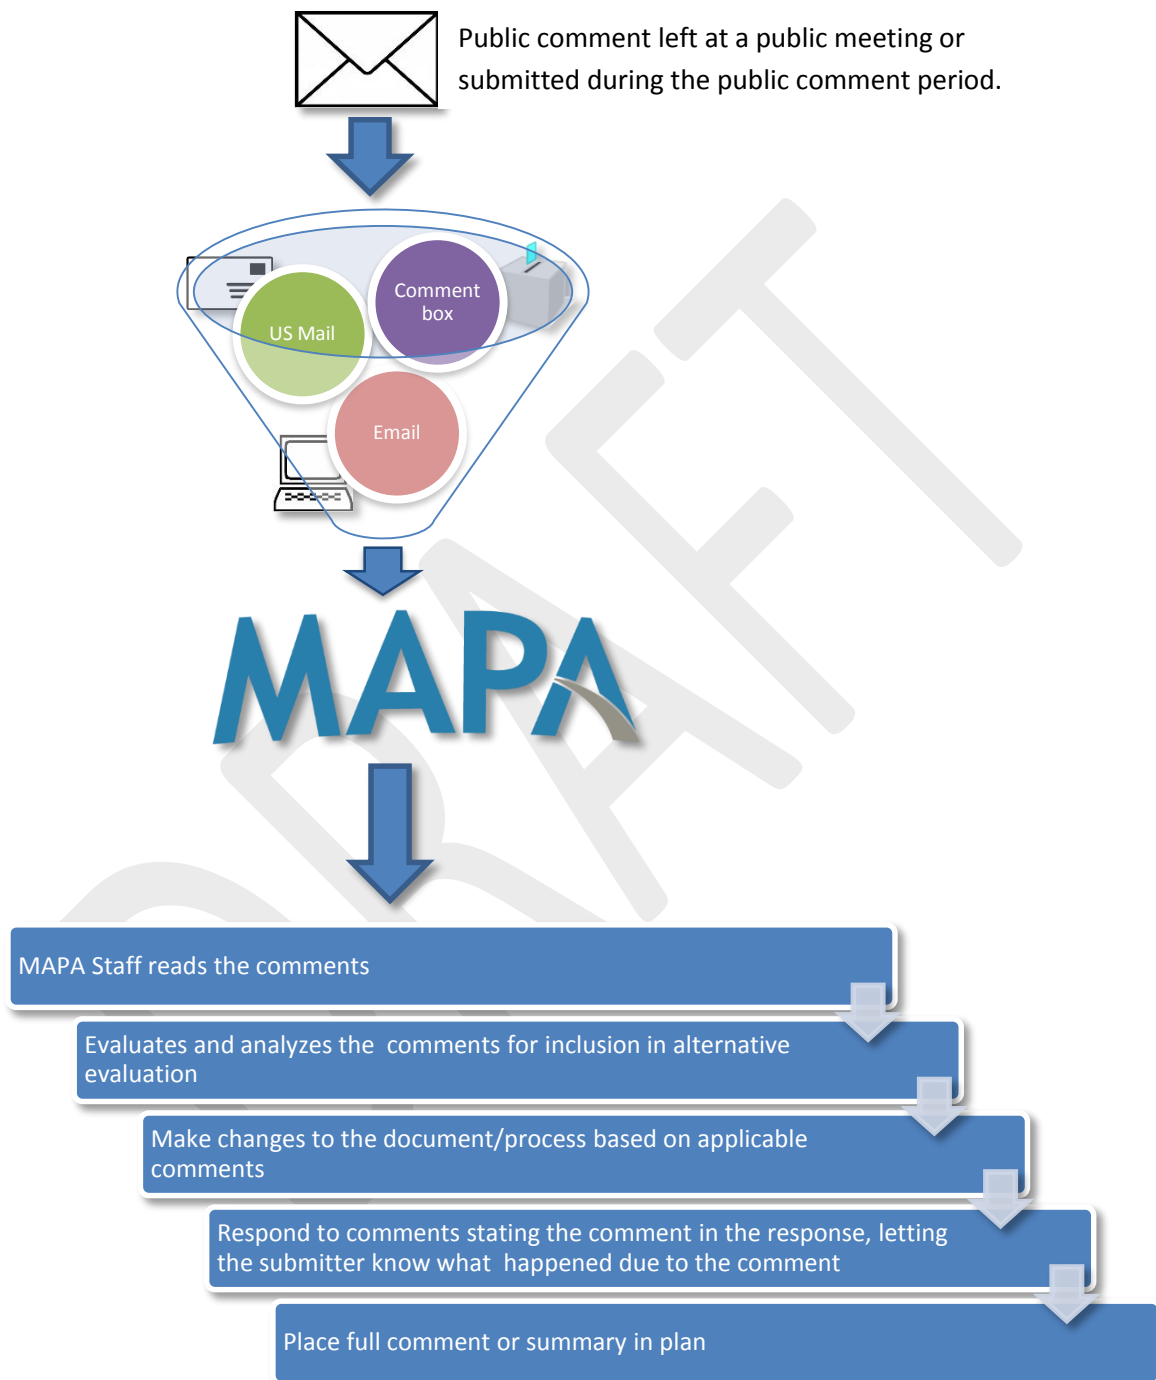 Public comment left at a public meeting or
submitted during the public comment period.
Comment
box
US Mail
Email
MAPA
DRAFT
MAPA Staff reads the comments
Evaluates and analyzes the comments for inclusion in alternative
evaluation
Make changes to the document/process based on applicable
comments
Respond to comments stating the comment in the response, letting
the submitter know what happened due to the comment
Place full comment or summary in plan